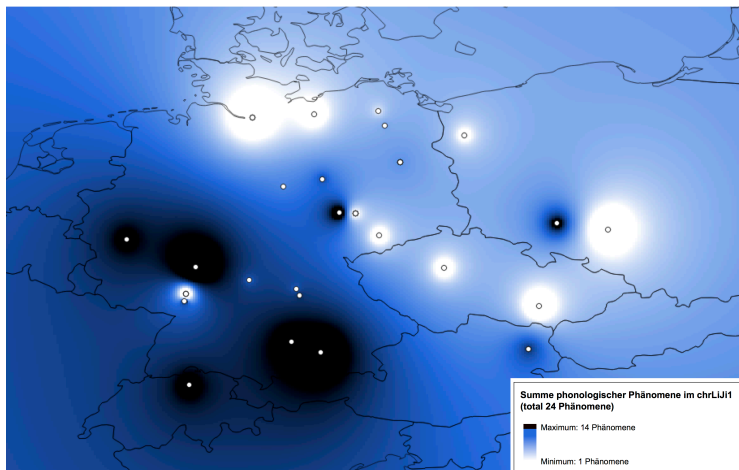 Summe phonologischer Phänomene im chrLiJi1
(total 24 Phänomene)
Maximum: 14 Phänomene
Minimum: 1 Phänomene